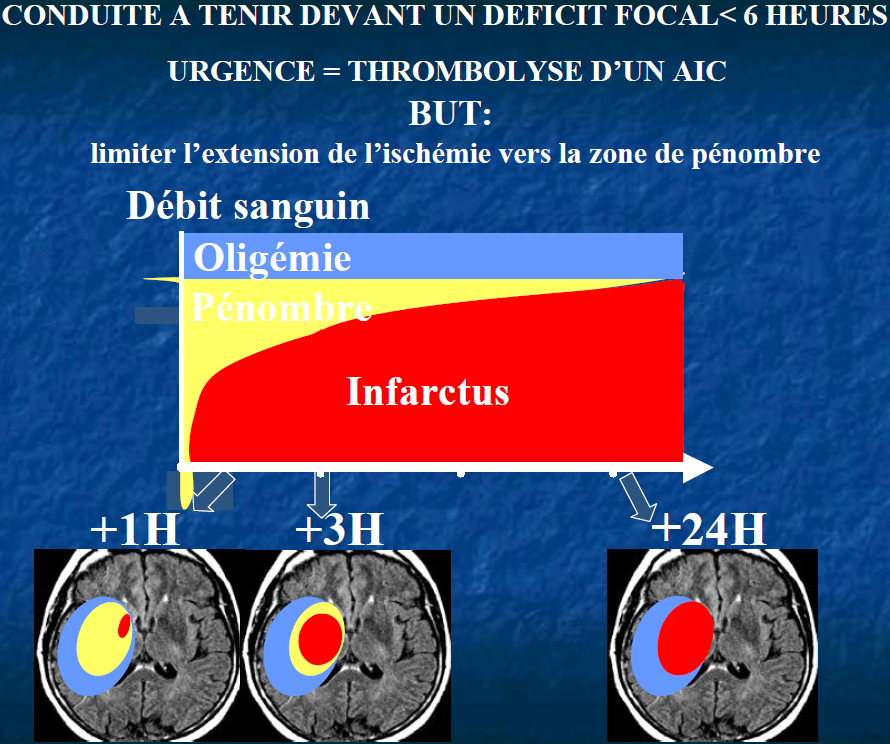 CONDUITE A TENIR DEVANT UN DEFICIT FOCAL< 6 HEURES
URGENCE = THROMBOLYSE D’UN AIC
BUT:
limiter l’extension de l’ischémie vers la zone de pénombre
Débit sanguin
Oligémie
Pénombre
Infarctus
+1H
+3H
+24H